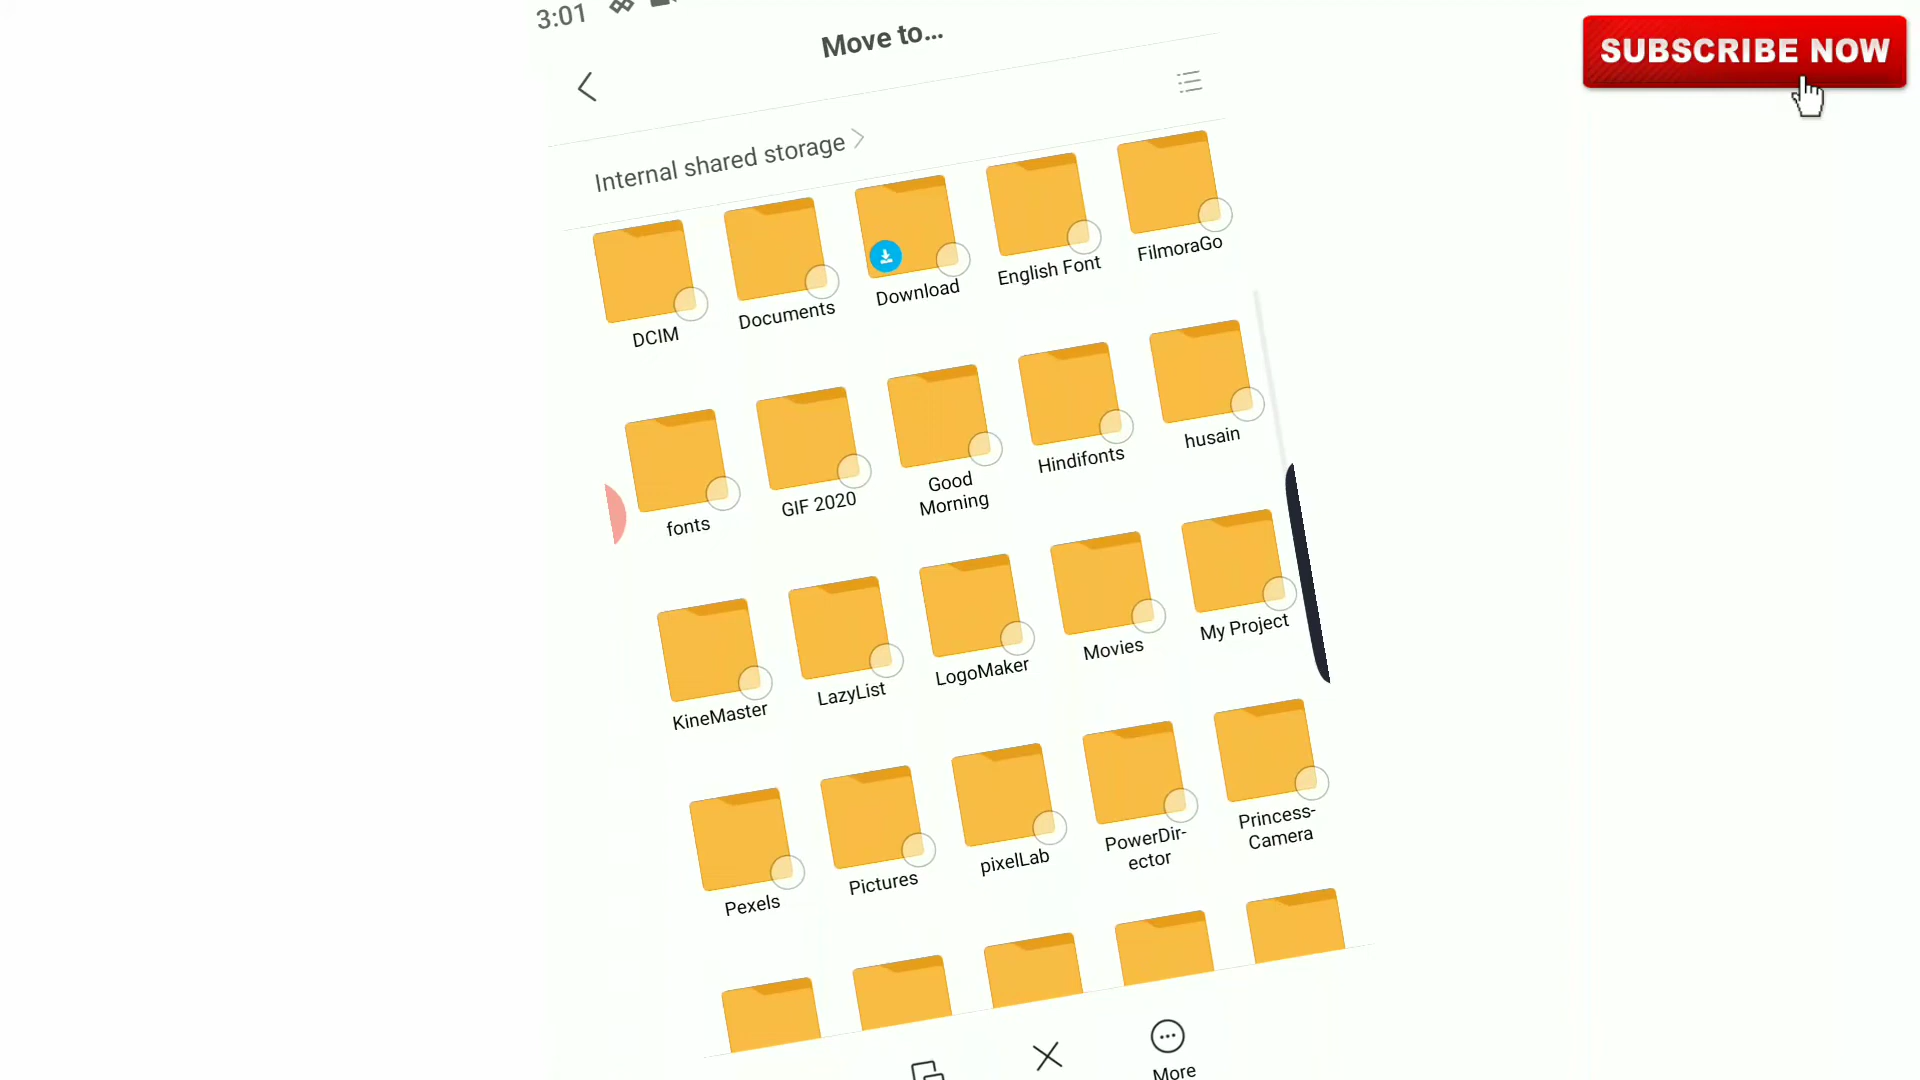 3:01
Move to...
SUBSCRIBE NOW
Internal shared storage
DCIM
Documents
Download
English Font
FilmoraGo
fonts
GIF 2020
Good
Morning
Hindifonts
husain
KineMaster
LazyList
LogoMaker
Movies
My Project
Pexels
Pictures
pixelLab
PowerDir-
ector
Princess-
Camera
More